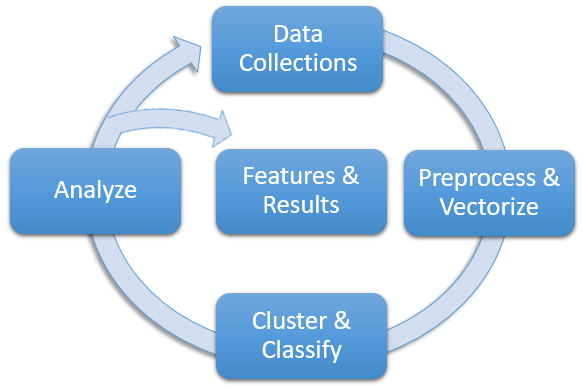 Data
Collections
Analyze
Features &
Results
Preprocess &
Vectorize
Cluster &
Classify